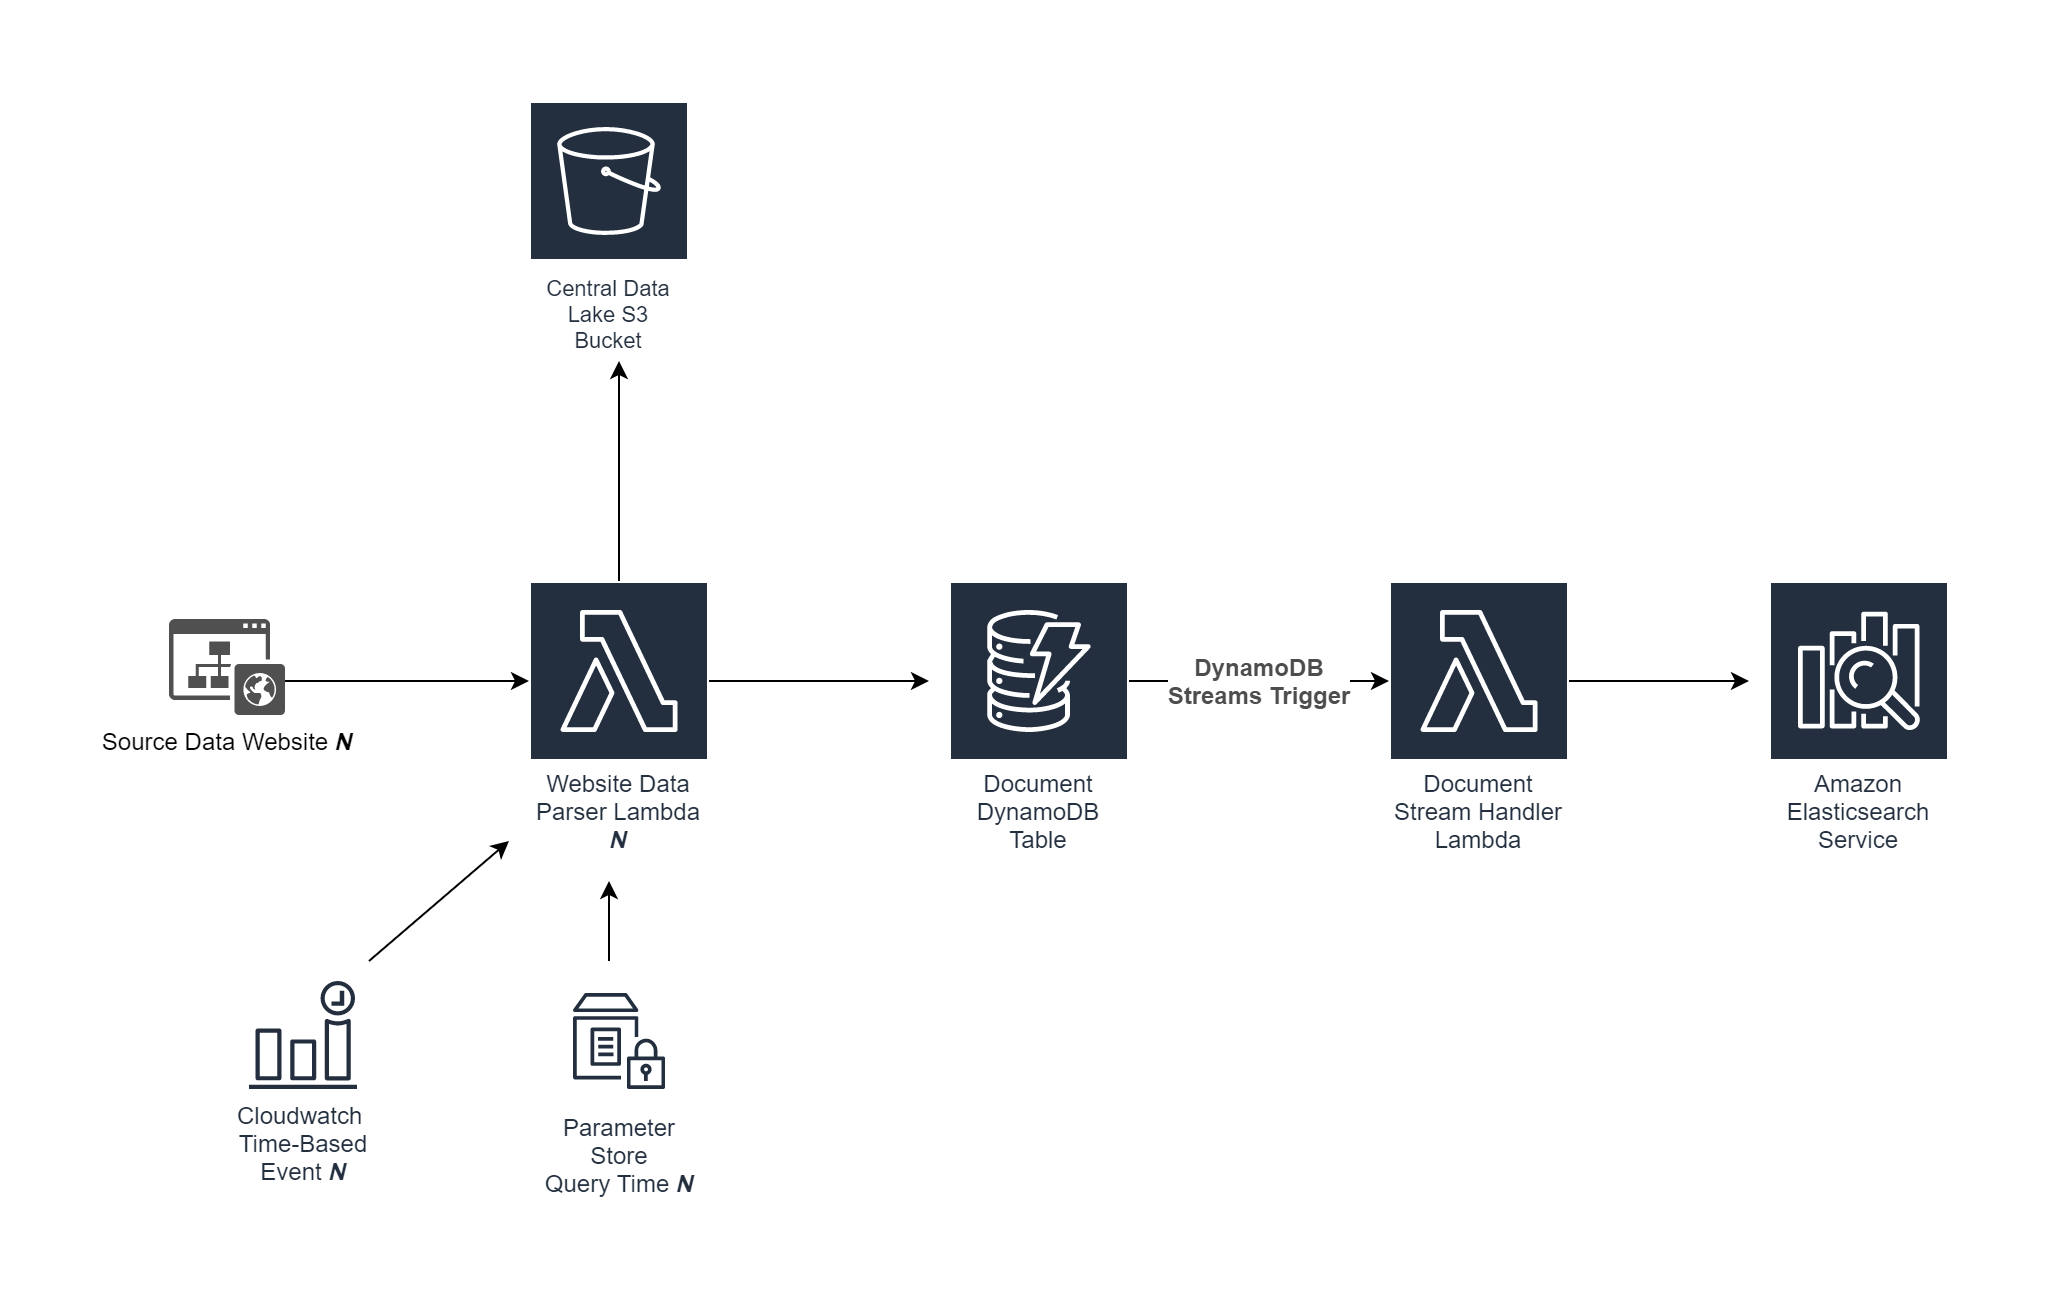 Central Data
Lake S3
Bucket
DynamoDB
Streams Trigger
Source Data Website N
Website Data
Parser Lambda
N
Document
DynamoDB
Table
Document
Stream Handler
Lambda
Amazon
Elasticsearch
Service
Cloudwatch
Time-Based
Event N
Parameter
Store
Query Time N